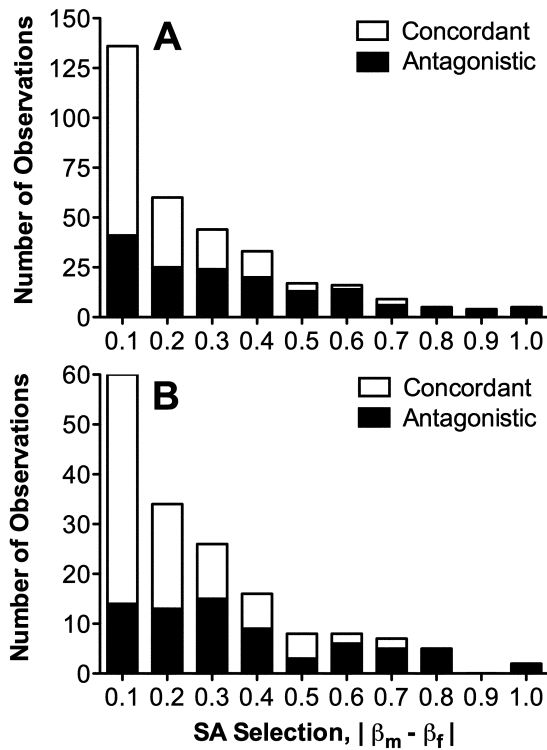 A
Concordant
Antagonistic
Number of Observations
150
125
100
75
50
25
0
0.1 0.2 0.3 0.4 0.5 0.6 0.7 0.8 0.9 1.0
B
Concordant
Antagonistic
Number of Observations
60
50
40
30
20
10
0
0.1 0.2 0.3 0.4 0.5 0.6 0.7 0.8 0.9 1.0
SA Selection, | βm - βf |